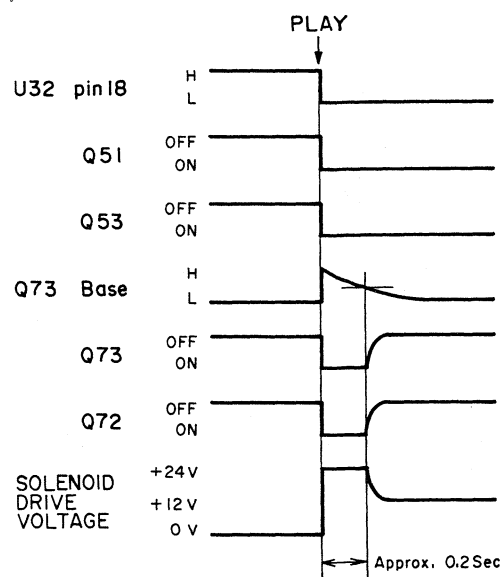 PLAY
U32 pin18 H
L
Q51 OFF
ON
Q53 OFF
ON
Q73 Base H
L
Q73 OFF
ON
Q72 OFF
ON
SOLENOID
DRIVE
VOLTAGE
+24V
+12V
0V
Approx. 0.2Sec